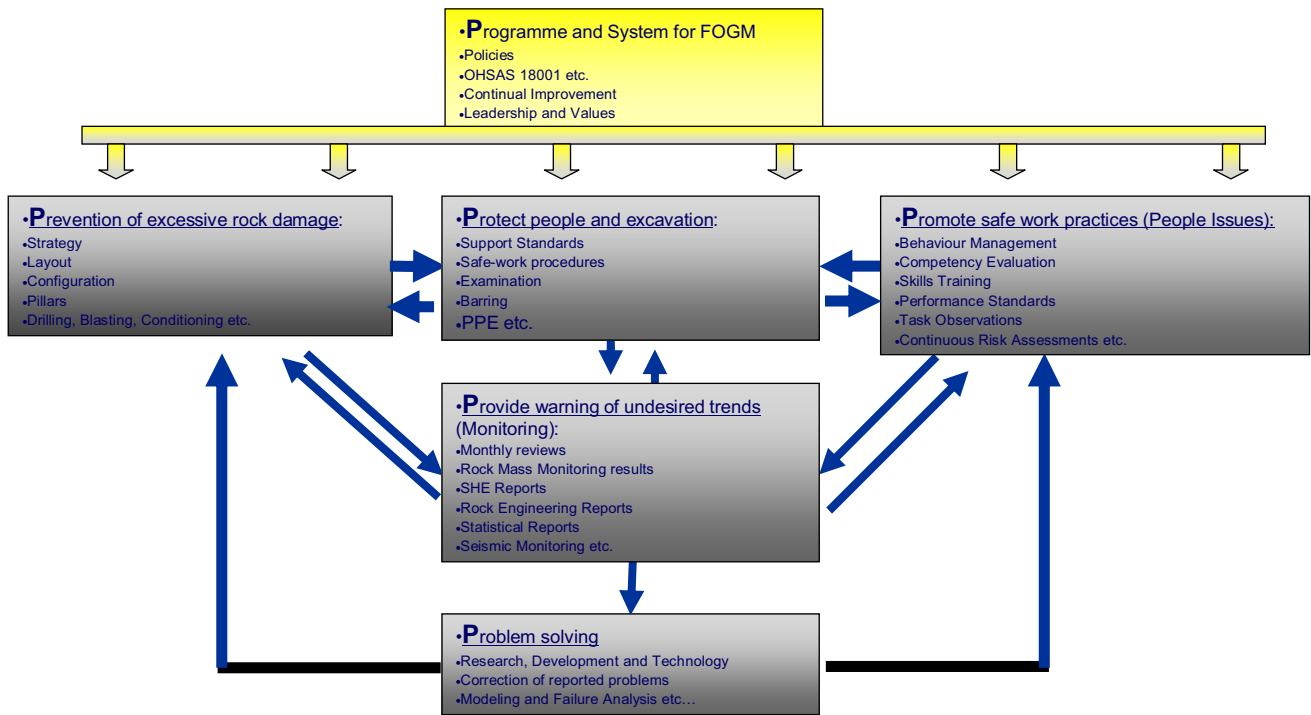 •Programme and System for FOGM
•Policies
•OHSAS 18001 etc.
•Continual Improvement
•Leadership and Values
•Prevention of excessive rock damage:
•Strategy
•Layout
•Configuration
•Pillars
•Drilling, Blasting, Conditioning etc.
•Protect people and excavation:
•Support Standards
•Safe-work procedures
•Examination
•Barring
•PPE etc.
•Promote safe work practices (People Issues):
•Behaviour Management
•Competency Evaluation
•Skills Training
•Performance Standards
•Task Observations
•Continuous Risk Assessments etc.
•Provide warning of undesired trends
(Monitoring):
•Monthly reviews
•Rock Mass Monitoring results
•SHE Reports
•Rock Engineering Reports
•Statistical Reports
•Seismic Monitoring etc.
•Problem solving
•Research, Development and Technology
•Correction of reported problems
•Modeling and Failure Analysis etc...